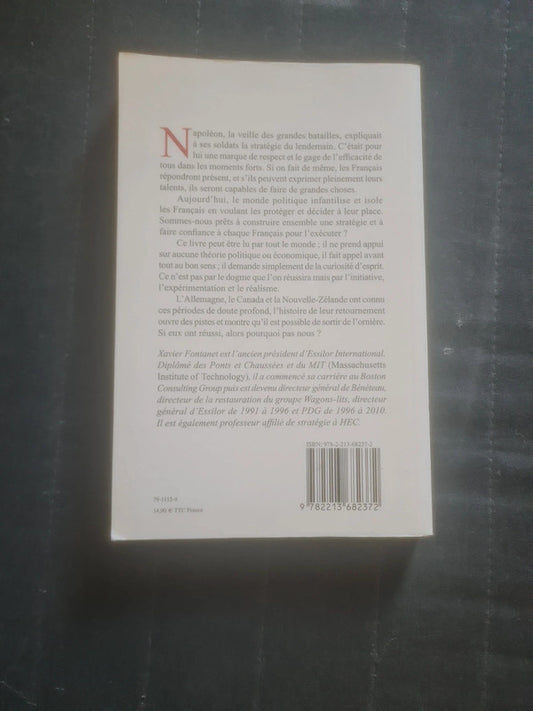 Napoléon, la veille des grandes batailles, expliquait
à ses soldats la stratégie du lendemain. C'était pour
lui une marque de respect et le gage de l'efficacité de
tous dans les moments forts. Si on fait de même, les Français
répondront présent, et s'ils peuvent exprimer pleinement leurs
talents, ils seront capables de faire de grandes choses.
Aujourd'hui, le monde politique infantilise et isole
les Français en voulant les protéger et décider à leur place.
Sommes-nous prêts à construire ensemble une stratégie et à
faire confiance à chaque Français pour l'exécuter ?
Ce livre peut être lu par tout le monde ; il ne prend appui
sur aucune théorie politique ou économique, il fait appel avant
tout au bon sens ; il demande simplement de la curiosité d'esprit.
Ce n'est pas par le dogme que l'on réussira mais par l'initiative,
l'expérimentation et le réalisme.
L'Allemagne, le Canada et la Nouvelle-Zélande ont connu
ces périodes de doute profond, l'histoire de leur retournement
ouvre des pistes et montre qu'il est possible de sortir de l'ornière.
Si eux ont réussi, alors pourquoi pas nous ?
Xavier Fontanet est l'ancien président d'Essilor International.
Diplômé des Ponts et Chaussées et du MIT (Massachusetts
Institute of Technology), il a commencé sa carrière au Boston
Consulting Group puis est devenu directeur général de Bénéteau,
directeur de la restauration du groupe Wagons-lits, directeur
général d'Essilor de 1991 à 1996 et PDG de 1996 à 2010.
Il est également professeur affilié de stratégie à HEC.
ISBN: 978-2-213-68237-2
14,90 € TTC France
9 782213 682372